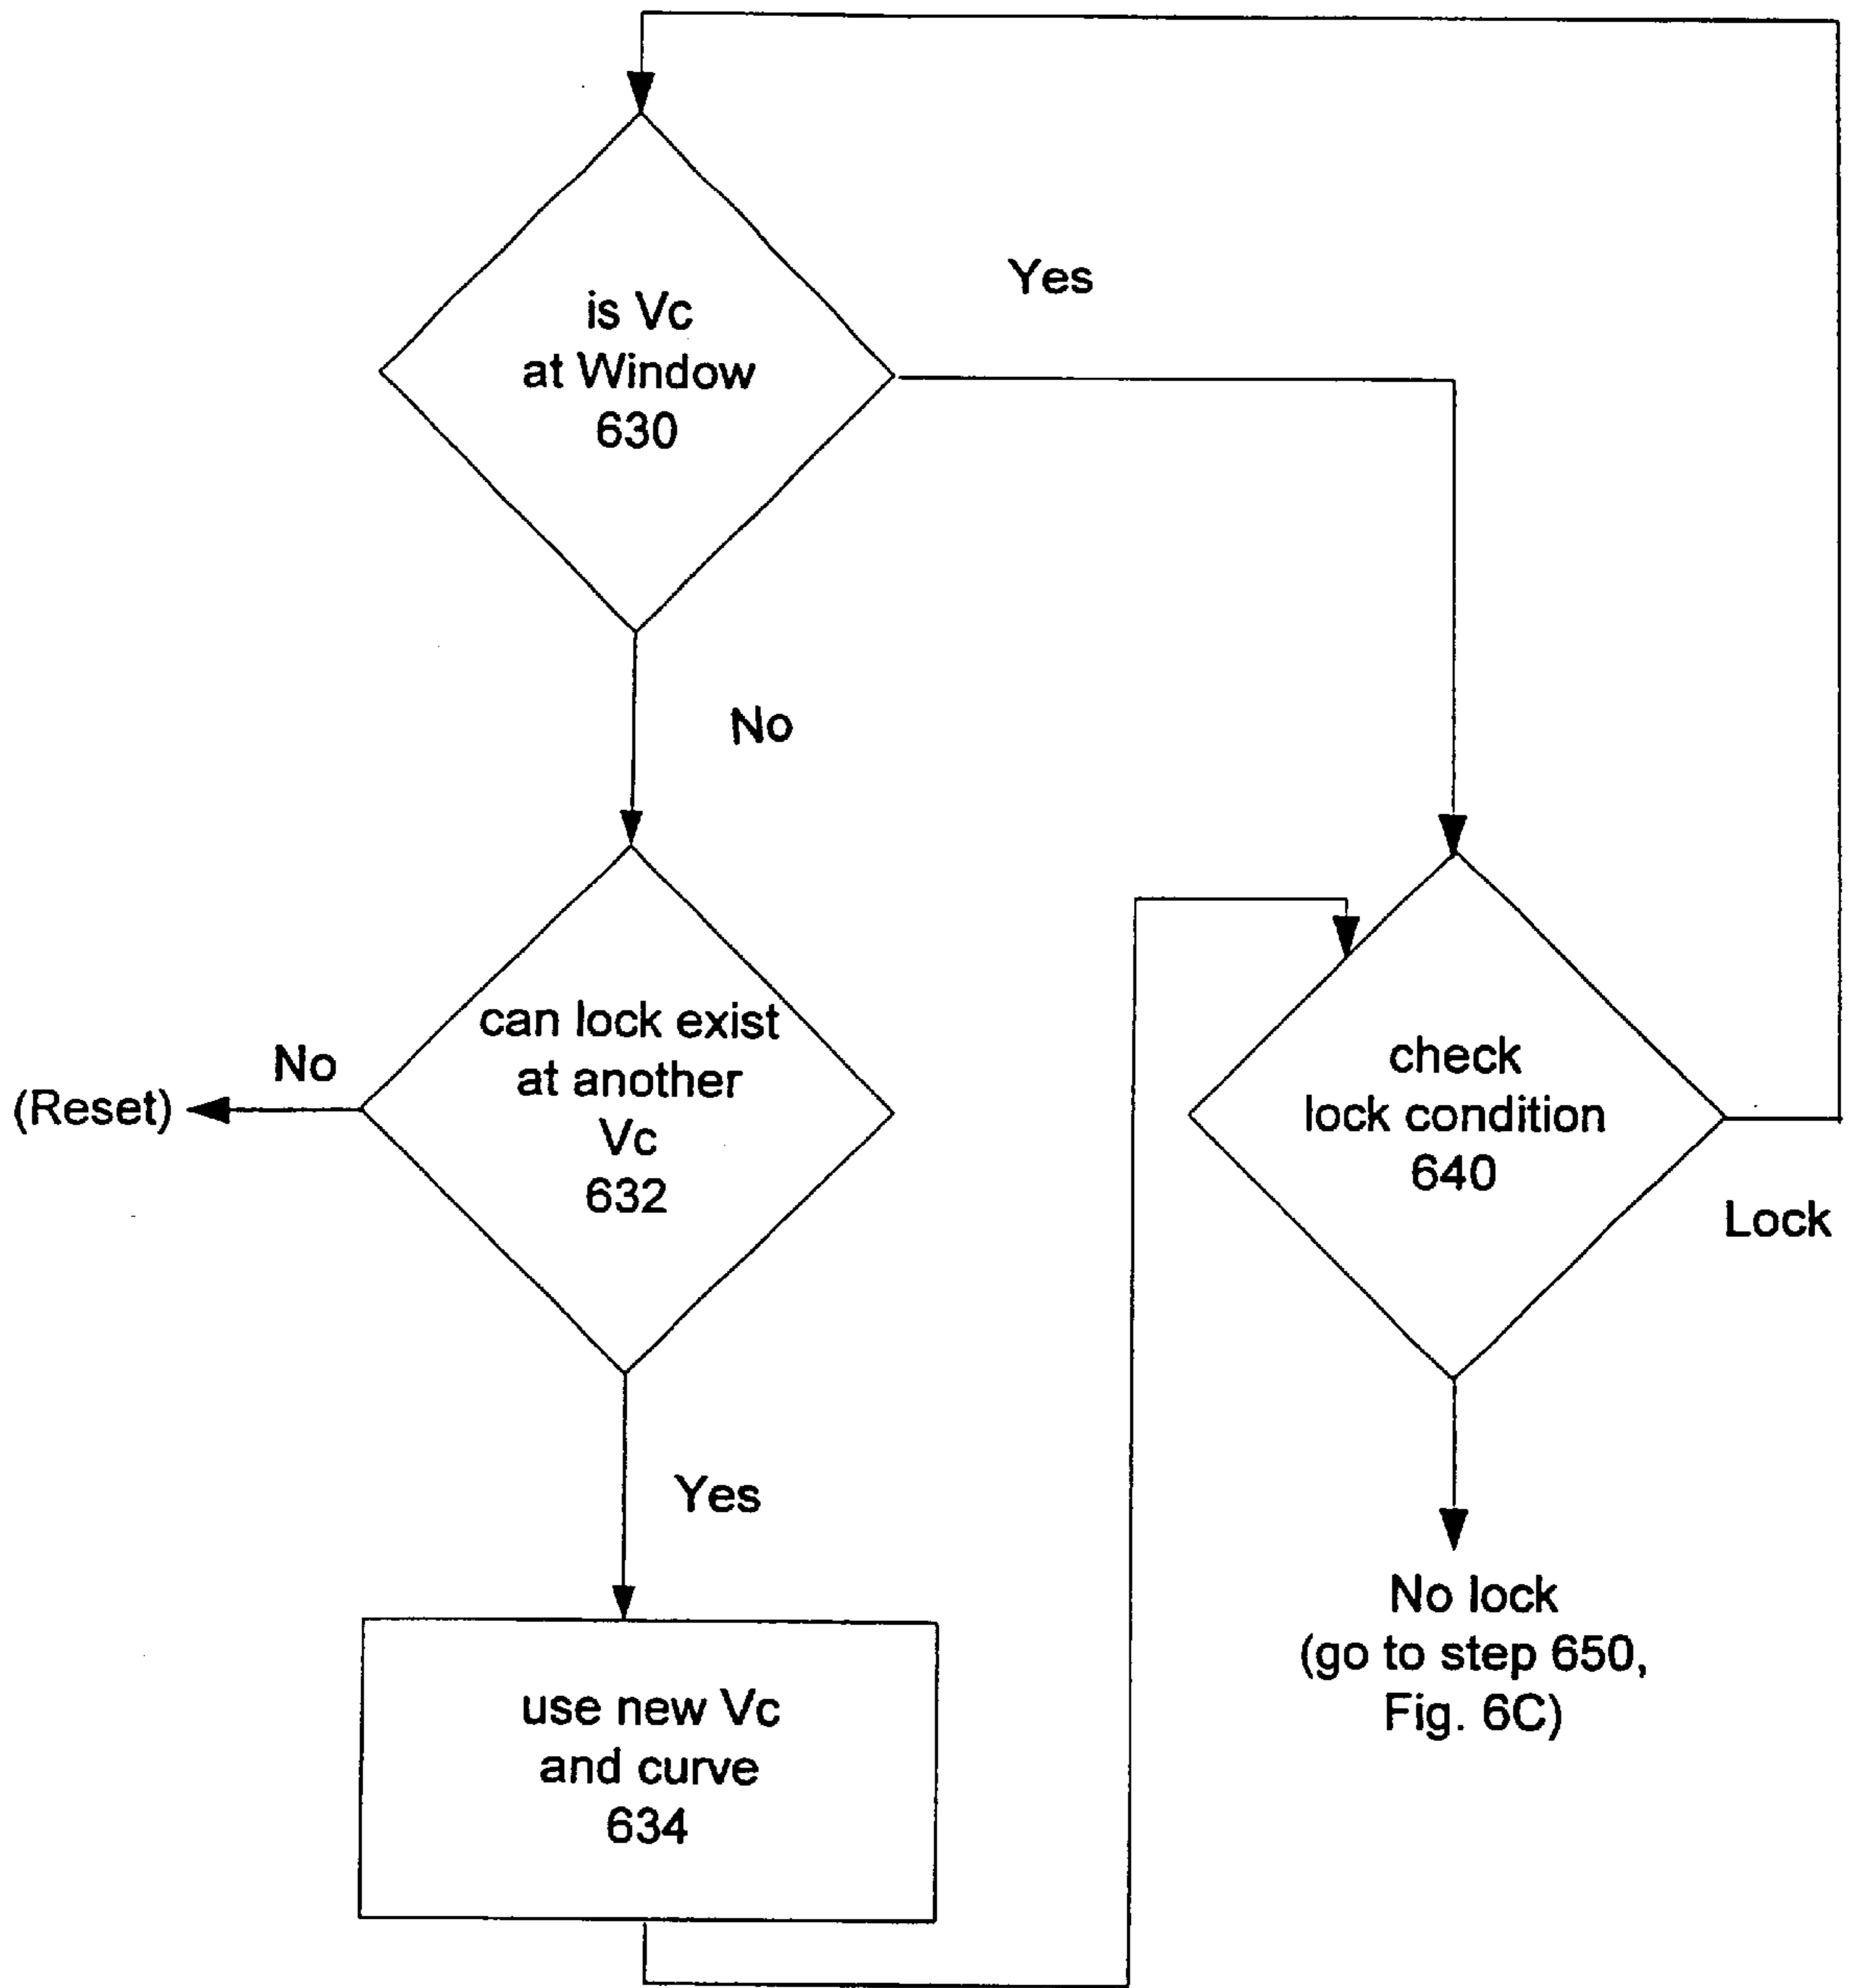 is Vc
at Window
630
Yes
No
can lock exist
at another
Vc
632
No
(Reset)
Yes
use new Vc
and curve
634
check
lock condition
640
Lock
No lock
(go to step 650,
Fig. 6C)